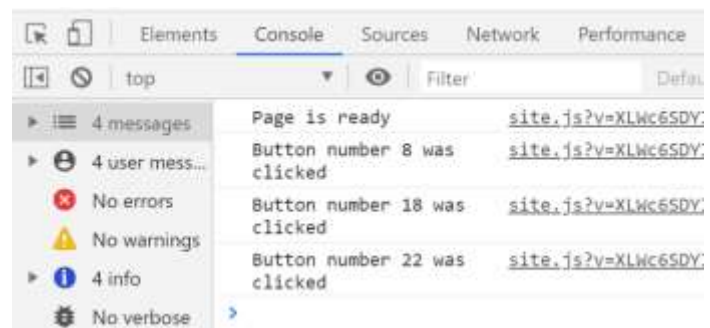 Elements Console Sources Network Performance
top Filter
4 messages
4 user mess...
No errors
No warnings
4 info
No verbose
Page is ready site.js?v=XLWc6SDY
Button number 8 was site.js?v=XLWc6SDY
clicked
Button number 18 was site.js?v=XLWc6SDY
clicked
Button number 22 was site.js?v=XLWc6SDY
clicked
>